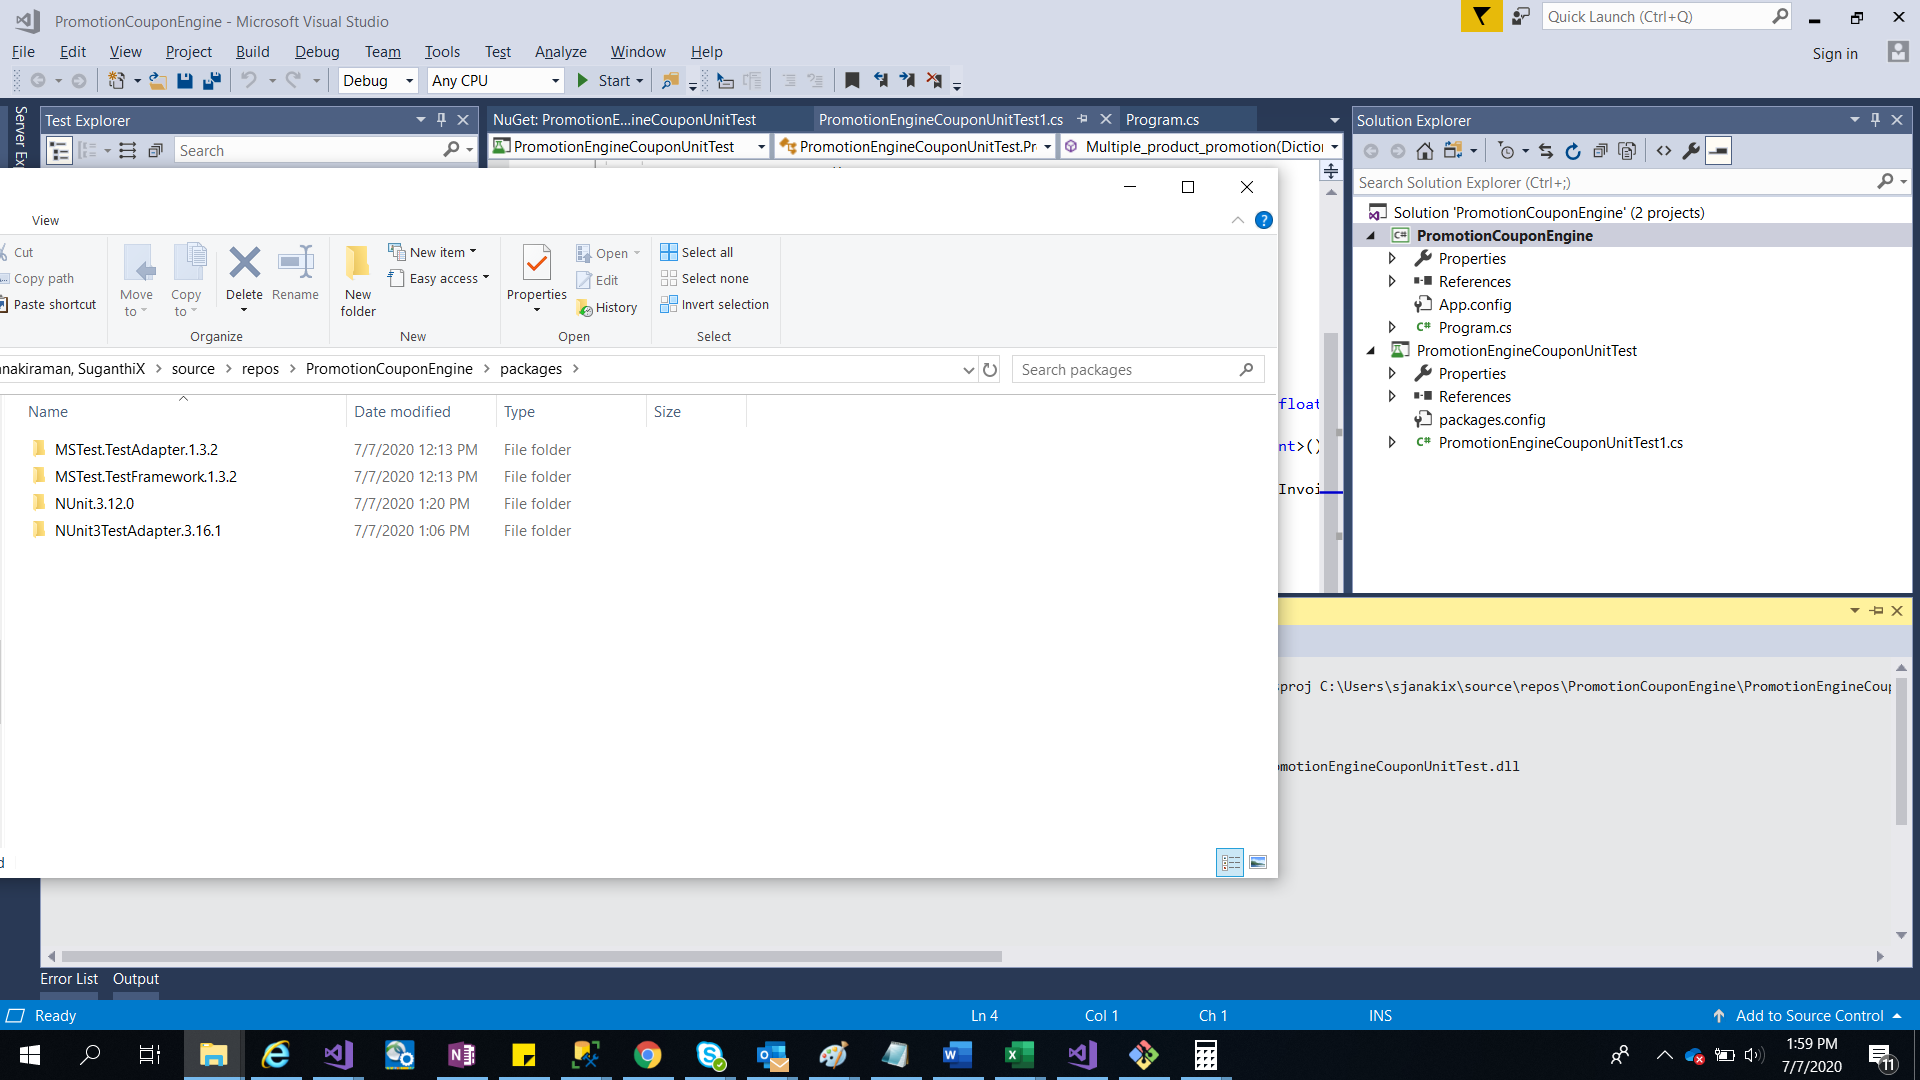 PromotionCouponEngine - Microsoft Visual Studio
Quick Launch (Ctrl+Q)
File Edit View Project Build Debug Team Tools Test Analyze Window Help
Sign in
Debug Any CPU Start
Server Ex
Test Explorer
Search
NuGet: PromotionE...ineCouponUnitTest PromotionEngineCouponUnitTest1.cs Program.cs
PromotionEngineCouponUnitTest PromotionEngineCouponUnitTest.Pr Multiple_product_promotion(Diction
Solution Explorer
Search Solution Explorer (Ctrl+;)
Solution 'PromotionCouponEngine' (2 projects)
PromotionCouponEngine
Properties
References
App.config
Program.cs
PromotionEngineCouponUnitTest
Properties
References
packages.config
PromotionEngineCouponUnitTest1.cs
View
Cut
Copy path
Paste shortcut
Move to
Copy to
Delete
Rename
Organize
New folder
New item
Easy access
New
Properties
Open
Edit
History
Open
Select all
Select none
Invert selection
Select
nakiraman, SuganthiX > source > repos > PromotionCouponEngine > packages >
Search packages
Name Date modified Type Size
MSTest.TestAdapter.1.3.2 7/7/2020 12:13 PM File folder
MSTest.TestFramework.1.3.2 7/7/2020 12:13 PM File folder
NUnit.3.12.0 7/7/2020 1:20 PM File folder
NUnit3TestAdapter.3.16.1 7/7/2020 1:06 PM File folder
d
float
nt>()
Invoi
proj C:\Users\sjanakix\source\repos\PromotionCouponEngine\PromotionEngineCoup
omotionEngineCouponUnitTest.dll
Error List Output
Ready Ln 4 Col 1 Ch 1 INS Add to Source Control
1:59 PM
7/7/2020
11